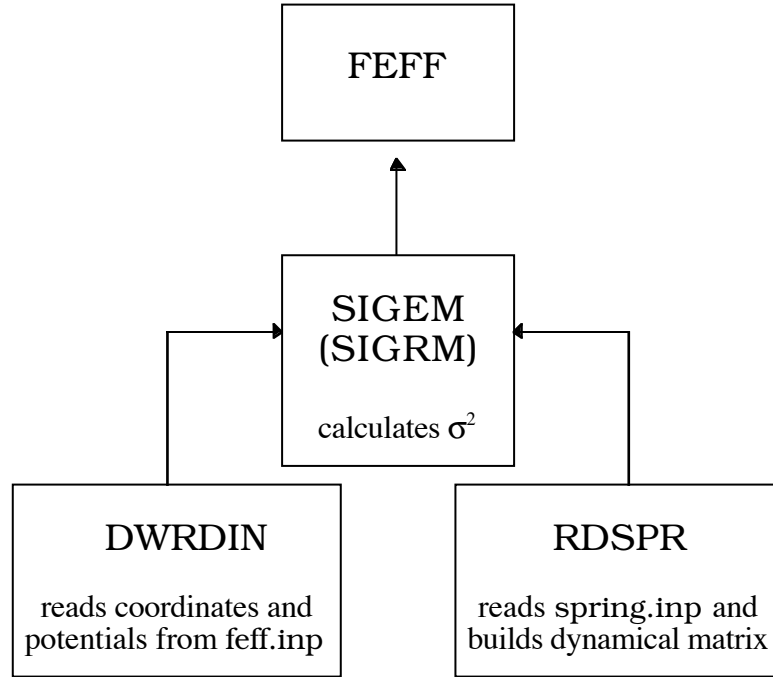 FEFF
SIGEM
(SIGRM)
calculates σ²
DWRDIN
reads coordinates and
potentials from feff.inp
RDSPR
reads spring.inp and
builds dynamical matrix